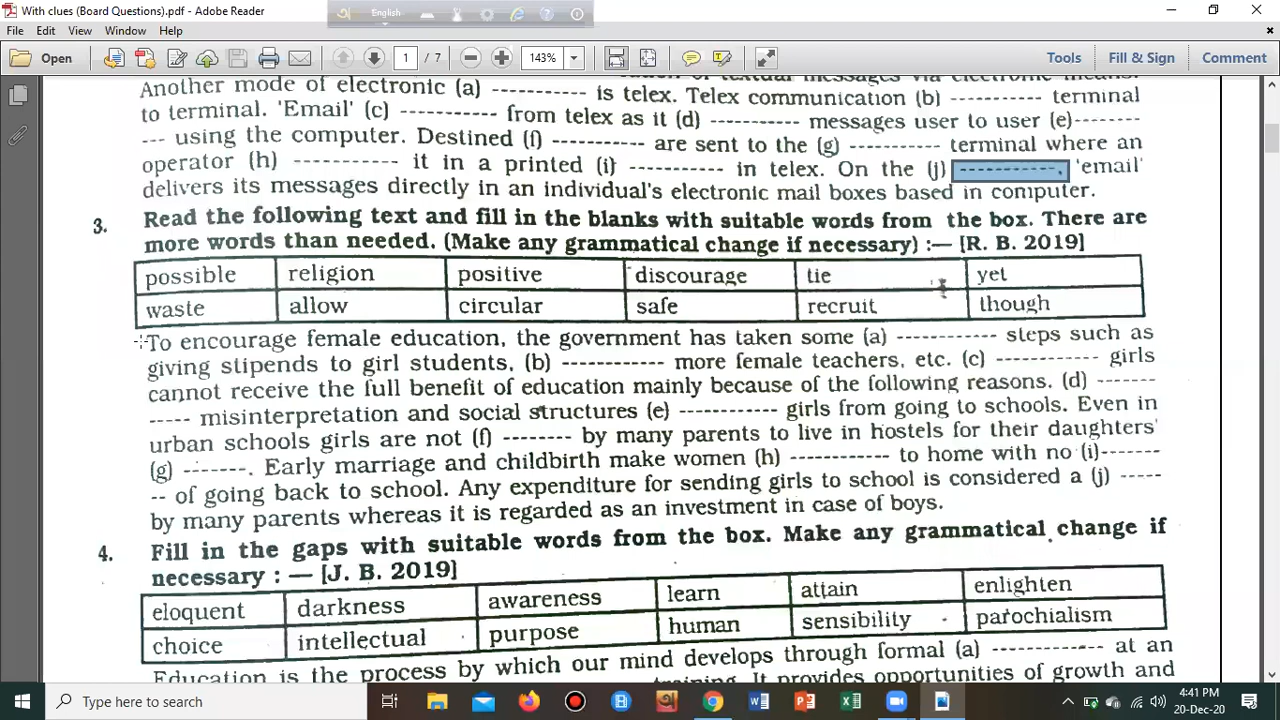 With clues (Board Questions).pdf - Adobe Reader
English
File Edit View Window Help
Open 1 / 7 143% Tools Fill & Sign Comment
textual messages via electronic means.
Another mode of electronic (a) ----------- is telex. Telex communication (b) ---------- terminal
to terminal. 'Email' (c) ----------- from telex as it (d) ---------- messages user to user (e)--------
--- using the computer. Destined (f) ----------- are sent to the (g) ----------- terminal where an
operator (h) ------------ it in a printed (i) ------------ in telex. On the (j) -----------, 'email'
delivers its messages directly in an individual's electronic mail boxes based in computer.
3. Read the following text and fill in the blanks with suitable words from the box. There are
more words than needed. (Make any grammatical change if necessary) :— [R. B. 2019]
possible religion positive discourage tie yet
waste allow circular safe recruit though
To encourage female education, the government has taken some (a) ----------- steps such as
giving stipends to girl students, (b) ------------ more female teachers, etc. (c) ------------ girls
cannot receive the full benefit of education mainly because of the following reasons. (d) -------
----- misinterpretation and social structures (e) ------------ girls from going to schools. Even in
urban schools girls are not (f) -------- by many parents to live in hostels for their daughters'
(g) -------. Early marriage and childbirth make women (h) ------------ to home with no (i)-------
-- of going back to school. Any expenditure for sending girls to school is considered a (j) -----
by many parents whereas it is regarded as an investment in case of boys.
4. Fill in the gaps with suitable words from the box. Make any grammatical change if
necessary : — [J. B. 2019]
eloquent darkness awareness learn attain enlighten
choice intellectual purpose human sensibility parochialism
Education is the process by which our mind develops through formal (a) ------------ at an
training. It provides opportunities of growth and
Type here to search
4:41 PM
20-Dec-20